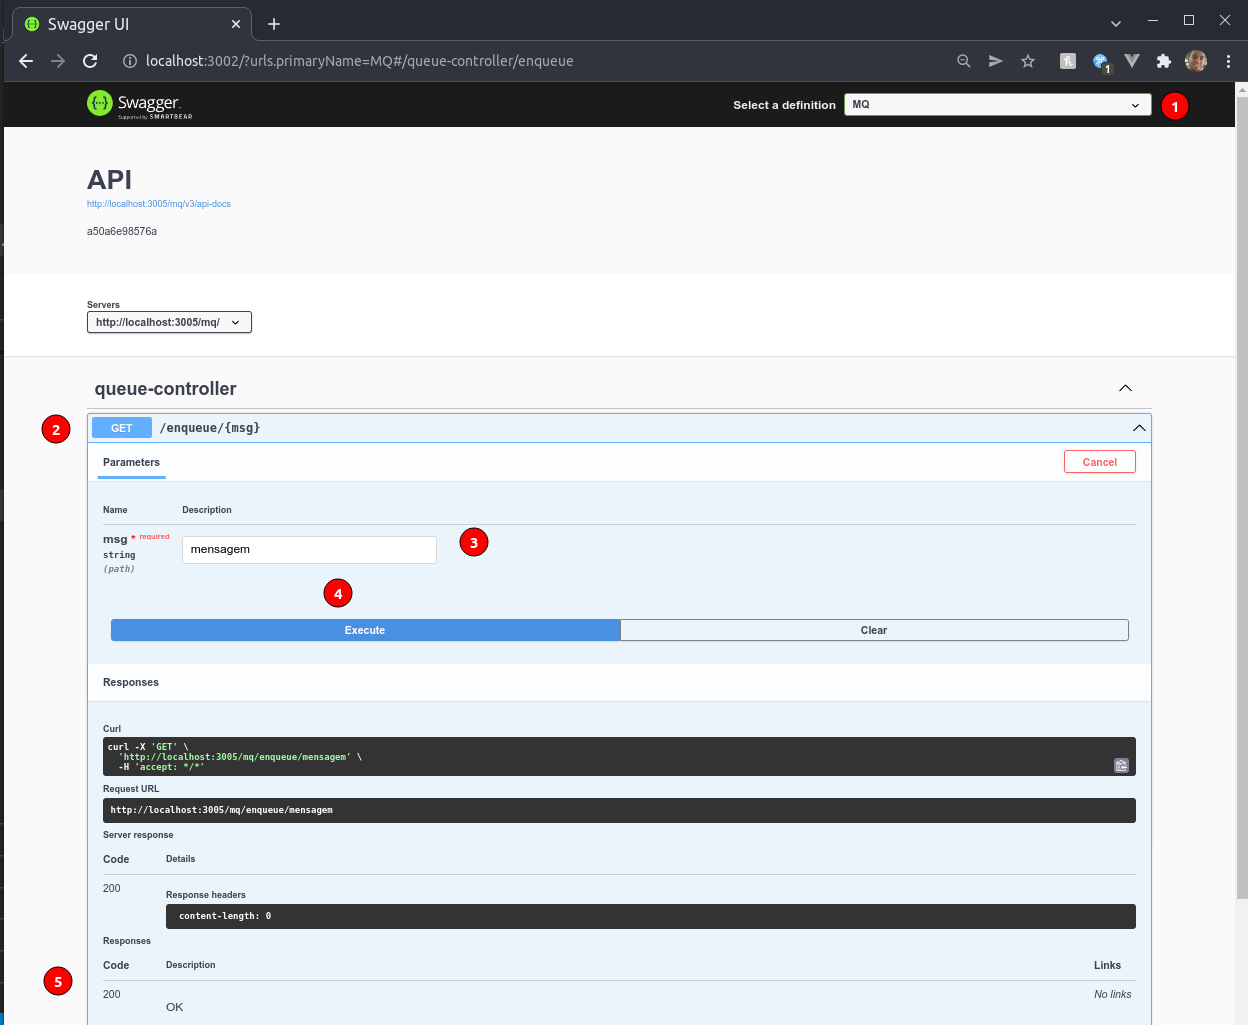 Swagger UI
localhost:3002/?urls.primaryName=MQ#/queue-controller/enqueue
1
Swagger.
Supported by SMARTBEAR
Select a definition
MQ
1
API
http://localhost:3005/mq/v3/api-docs
a50a6e98576a
Servers
http://localhost:3005/mq/
queue-controller
2
GET
/enqueue/{msg}
Parameters
Cancel
Name Description
msg * required
string
(path)
mensagem
3
4
Execute
Clear
Responses
Curl
curl -X 'GET' \
'http://localhost:3005/mq/enqueue/mensagem' \
-H 'accept: */*'
Request URL
http://localhost:3005/mq/enqueue/mensagem
Server response
Code Details
200
Response headers
content-length: 0
Responses
Code Description Links
5
200
OK
No links